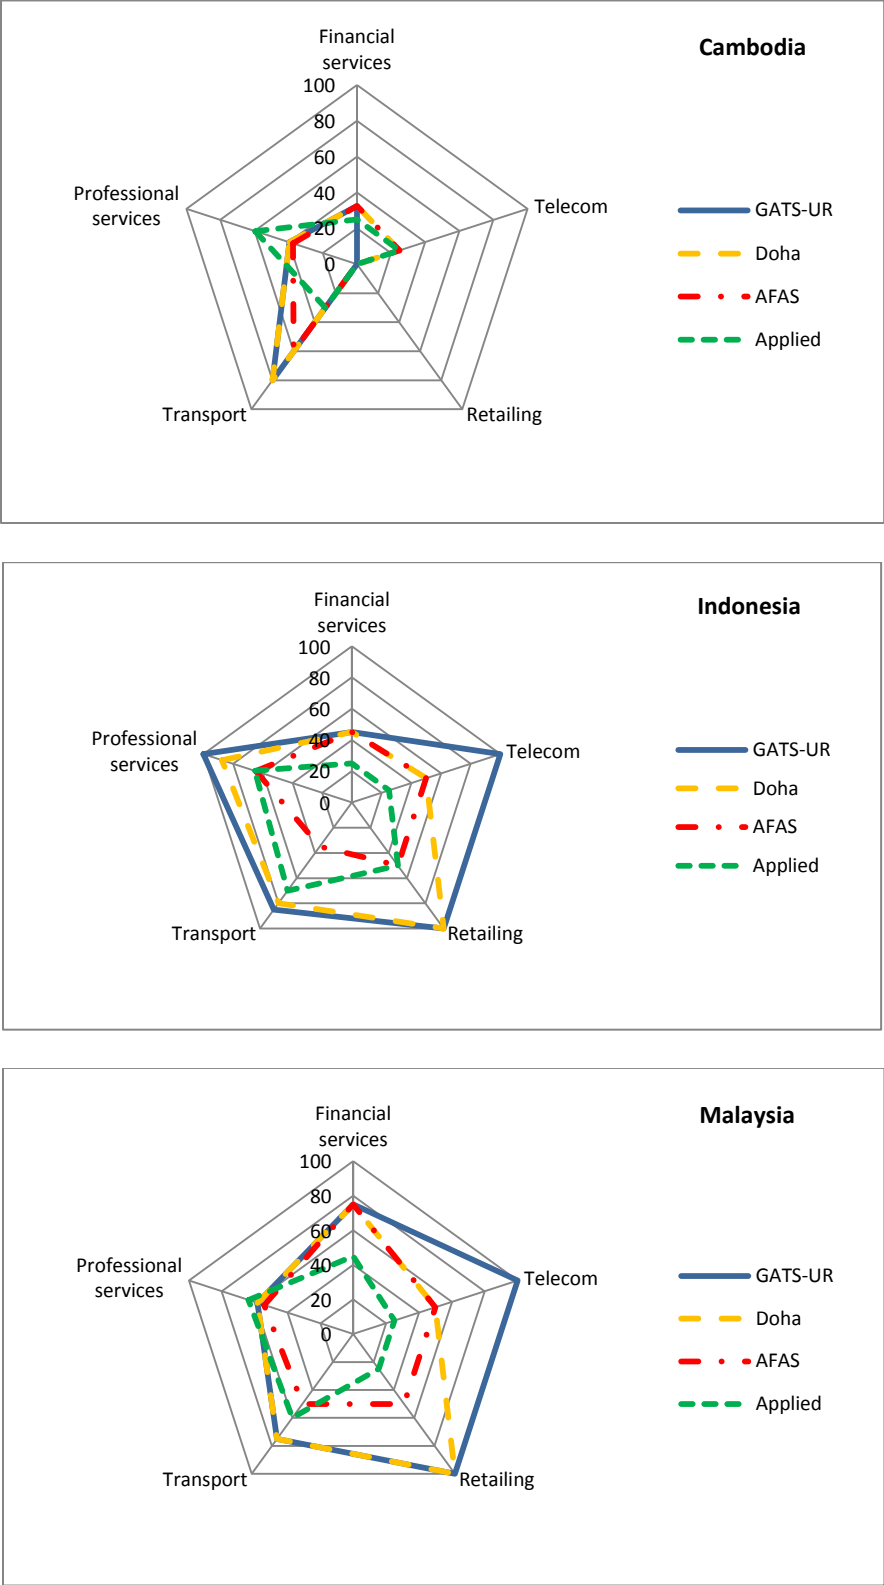 Cambodia
Financial
services
100
80
60
40
20
0
Telecom
Retailing
Transport
Professional
services
GATS-UR
Doha
AFAS
Applied
Indonesia
Financial
services
100
80
60
40
20
0
Telecom
Retailing
Transport
Professional
services
GATS-UR
Doha
AFAS
Applied
Malaysia
Financial
services
100
80
60
40
20
0
Telecom
Retailing
Transport
Professional
services
GATS-UR
Doha
AFAS
Applied